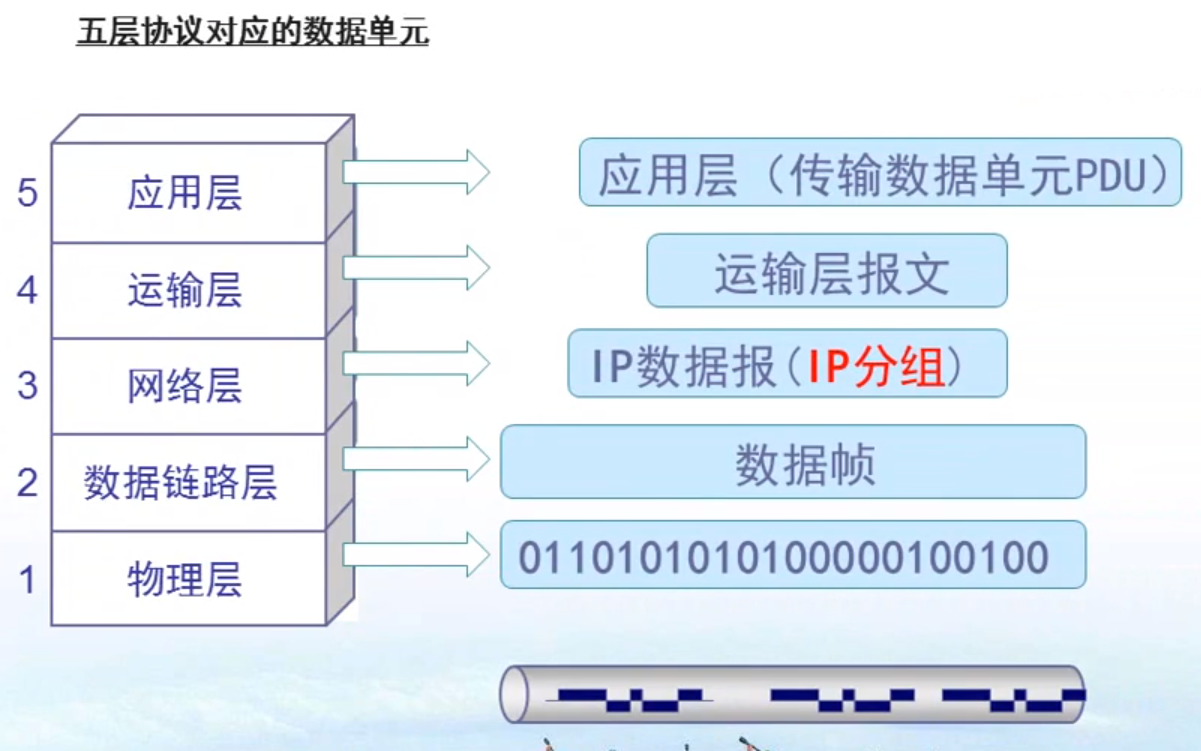 五层协议对应的数据单元
5 应用层 应用层（传输数据单元PDU）
4 运输层 运输层报文
3 网络层 IP数据报(IP分组)
2 数据链路层 数据帧
1 物理层 0110101010100000100100